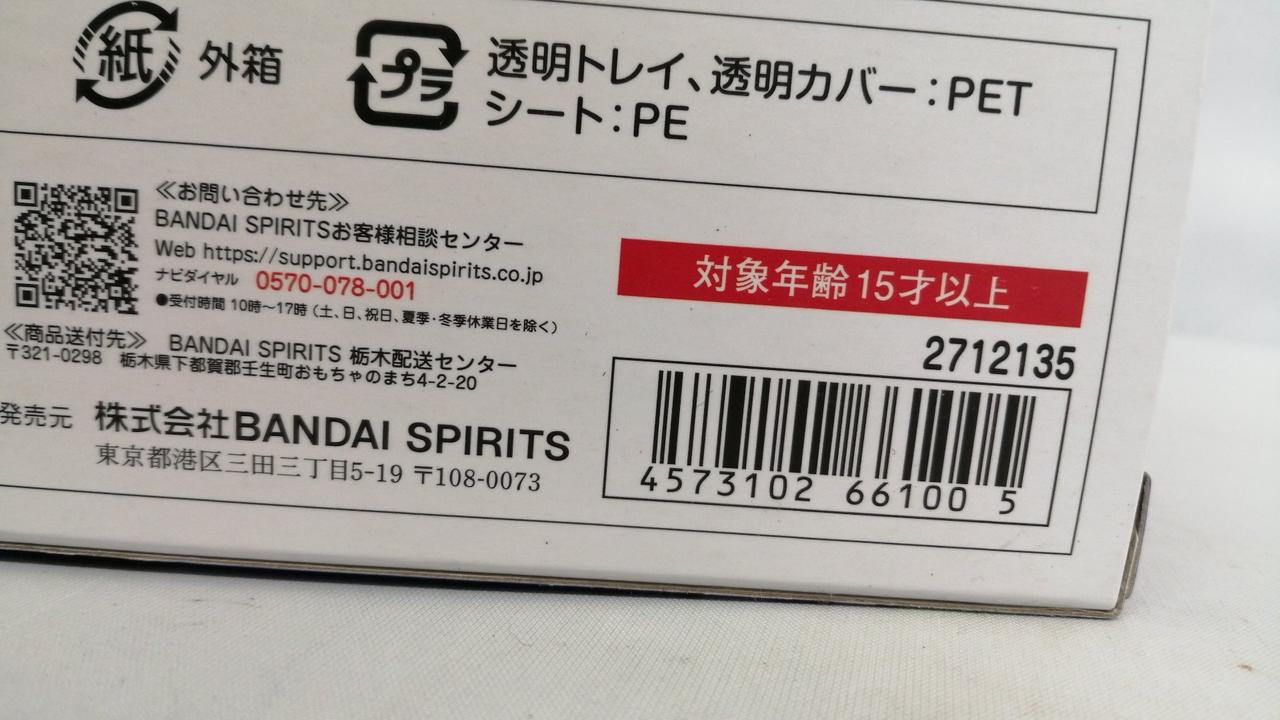 紙 外箱
プラ 透明トレイ、透明カバー：PET
シート：PE
≪お問い合わせ先≫
BANDAI SPIRITSお客様相談センター
Web https://support.bandaispirits.co.jp
ナビダイヤル 0570-078-001
●受付時間 10時〜17時（土、日、祝日、夏季・冬季休業日を除く）
≪商品送付先≫ BANDAI SPIRITS 栃木配送センター
〒321-0298 栃木県下都賀郡壬生町おもちゃのまち4-2-20
発売元 株式会社BANDAI SPIRITS
東京都港区三田三丁目5-19 〒108-0073
対象年齢15才以上
2712135
4573102 66100 5